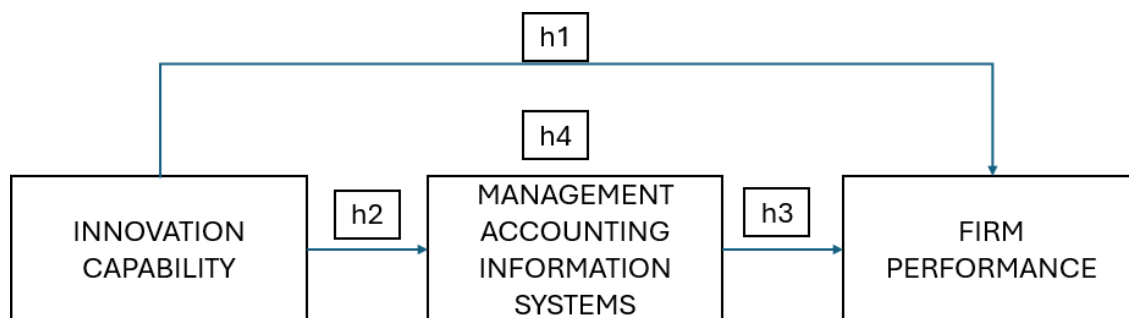 h1
h4
INNOVATION
CAPABILITY
h2
MANAGEMENT
ACCOUNTING
INFORMATION
SYSTEMS
h3
FIRM
PERFORMANCE